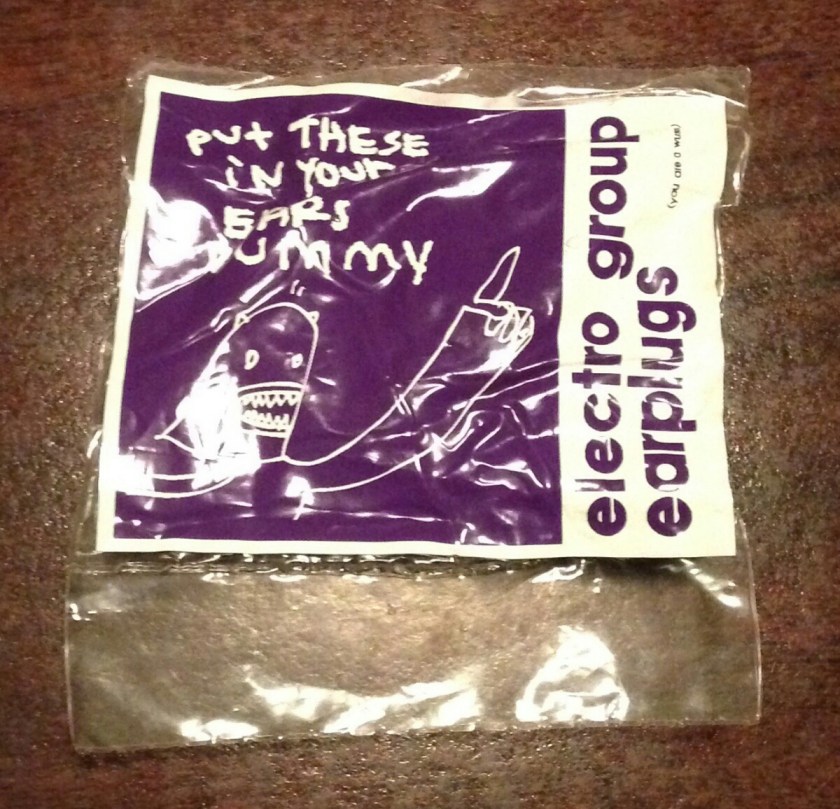 put THESE
iN YOUr
EARS
DUMMY
electro group
earplugs
(you are a wuss)